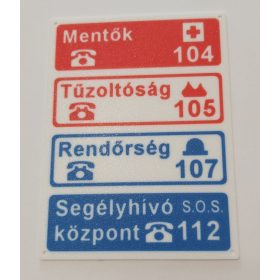 Mentők
104
Tűzoltóság
105
Rendőrség
107
Segélyhívó S.O.S.
központ 112